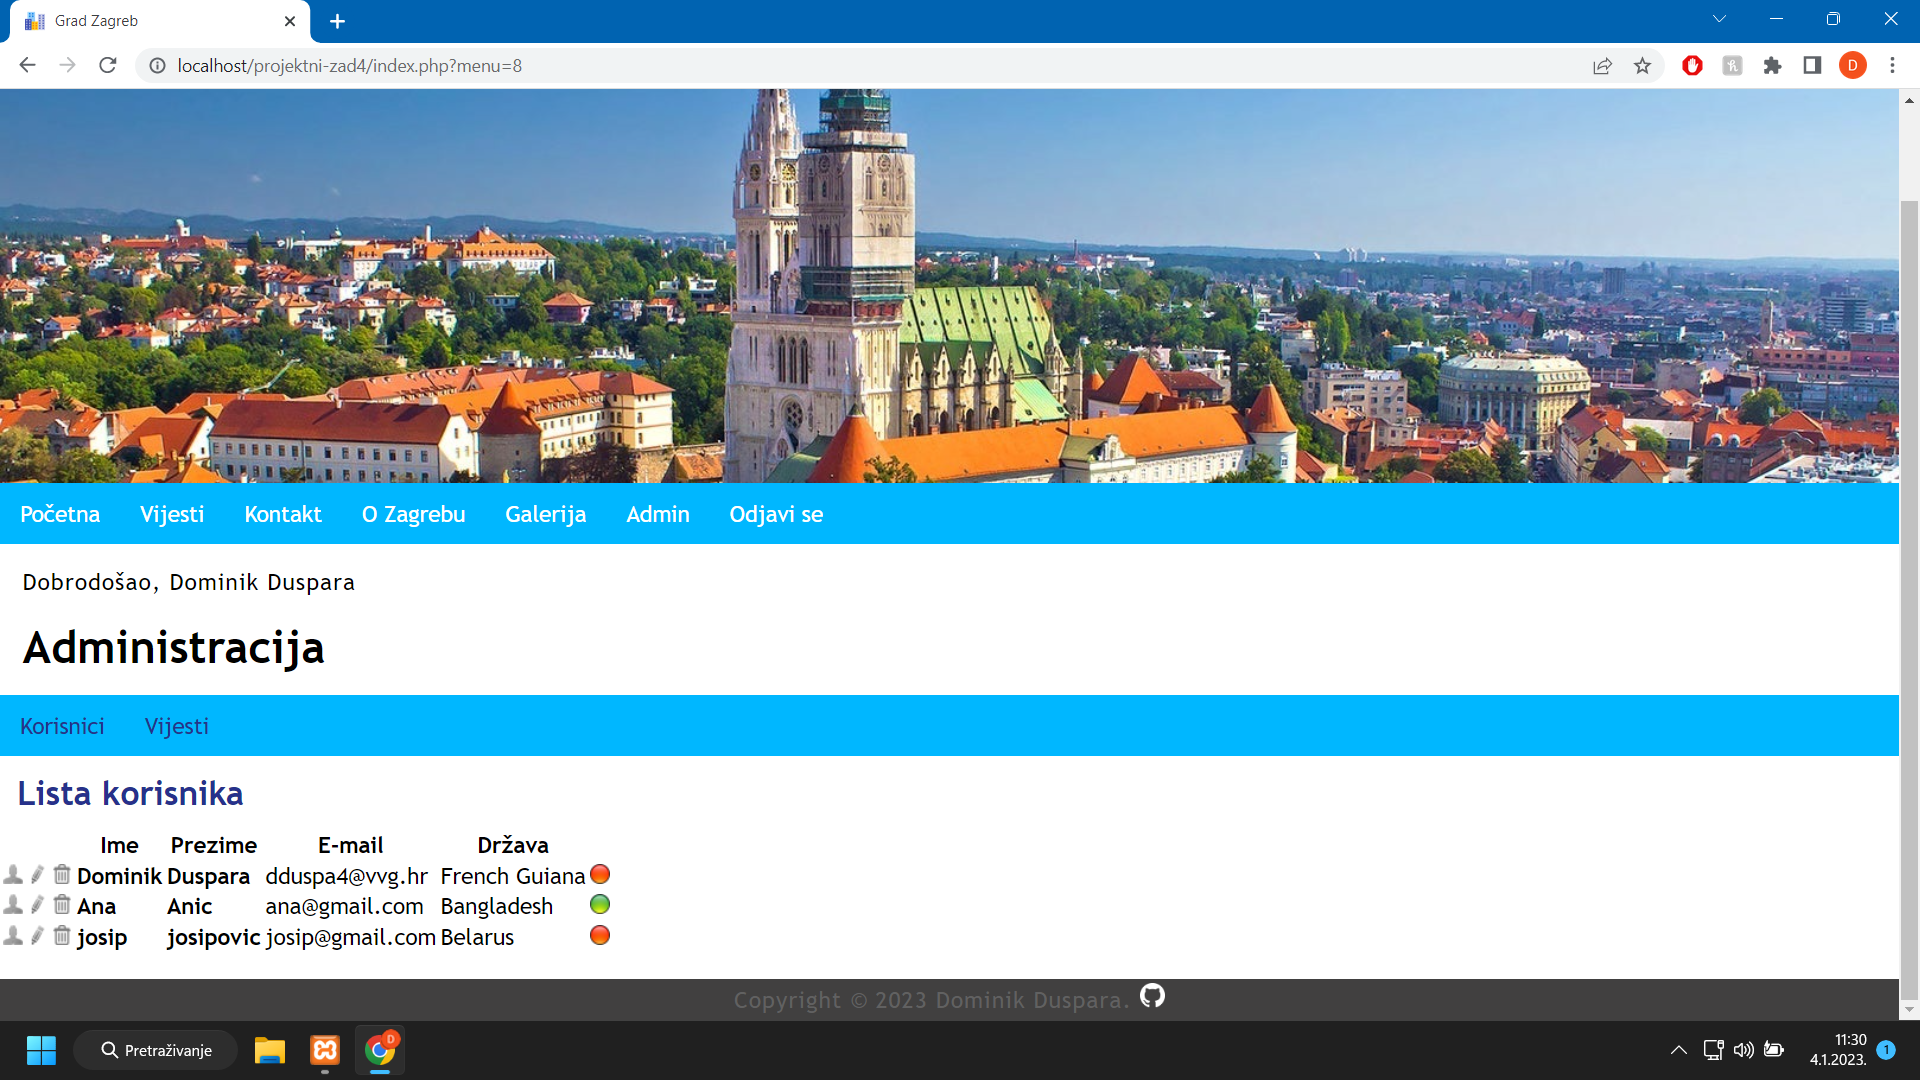 Grad Zagreb
localhost/projektni-zad4/index.php?menu=8
D
Početna Vijesti Kontakt O Zagrebu Galerija Admin Odjavi se
Dobrodošao, Dominik Duspara
Administracija
Korisnici Vijesti
Lista korisnika
Ime Prezime E-mail Država
Dominik Duspara dduspa4@vvg.hr French Guiana
Ana Anic ana@gmail.com Bangladesh
josip josipovic josip@gmail.com Belarus
Copyright © 2023 Dominik Duspara.
Pretraživanje
D
11:30
4.1.2023.
1